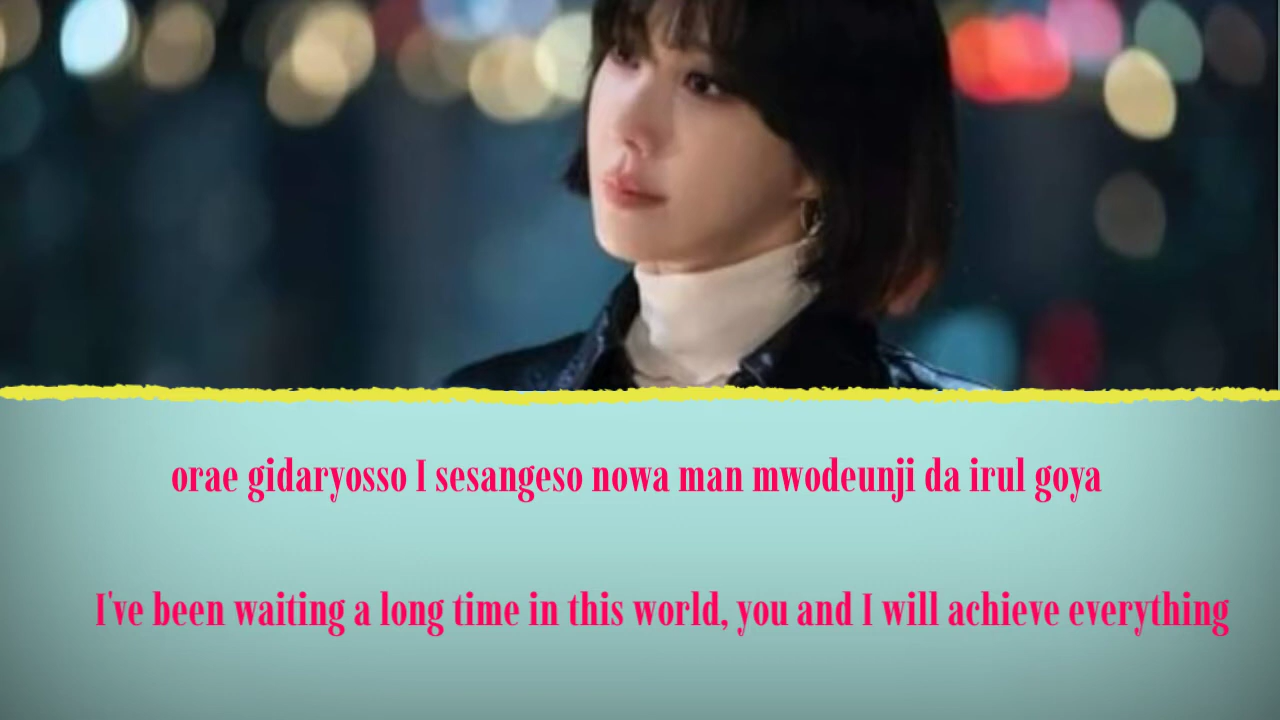 orae gidaryosso I sesangeso nowa man mwodeunji da irul goya
I've been waiting a long time in this world, you and I will achieve everything